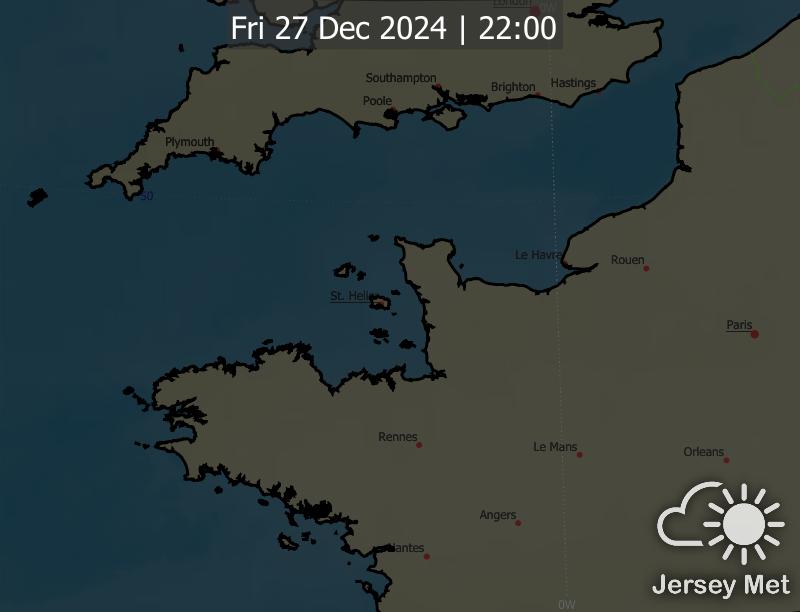 London
0W
Fri 27 Dec 2024 | 22:00
Southampton
Brighton
Hastings
Poole
Plymouth
50
Le Havre
Rouen
St. Helier
Paris
Rennes
Le Mans
Orleans
Angers
Nantes
Jersey Met
0W